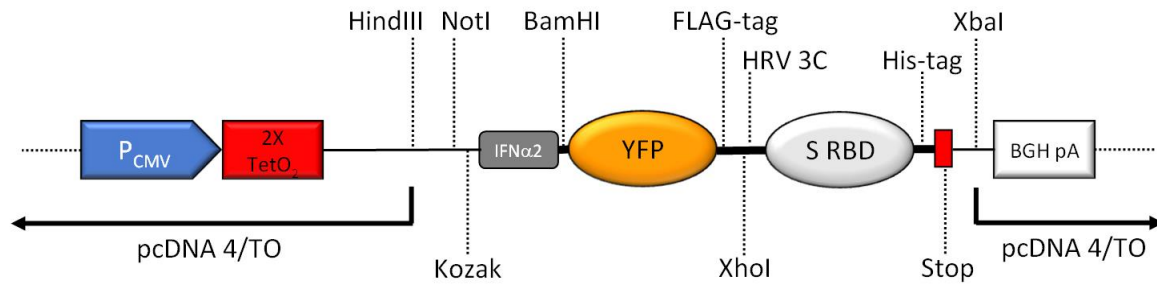 HindIII NotI BamHI FLAG-tag XbaI
HRV 3C His-tag
P_CMV 2X TetO₂ IFNα2 YFP S RBD BGH pA
pcDNA 4/TO pcDNA 4/TO
Kozak XhoI Stop